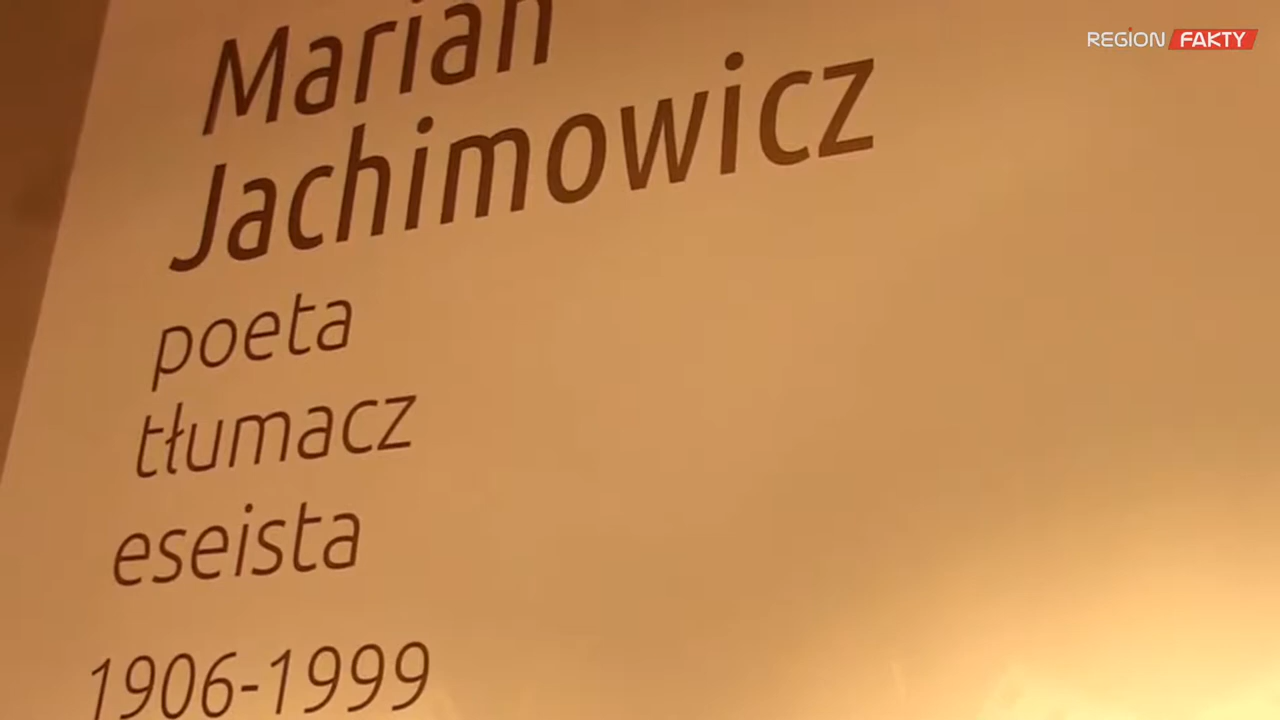 REGION FAKTY
Marian
Jachimowicz
poeta
tłumacz
eseista
1906-1999